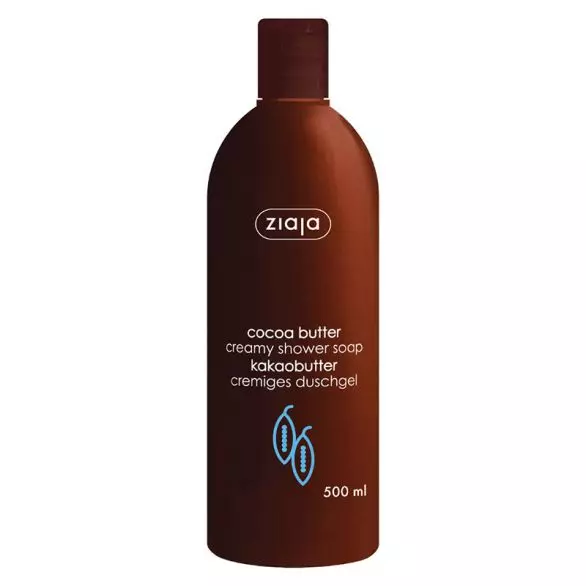 ziaja
cocoa butter
creamy shower soap
kakaobutter
cremiges duschgel
500 ml